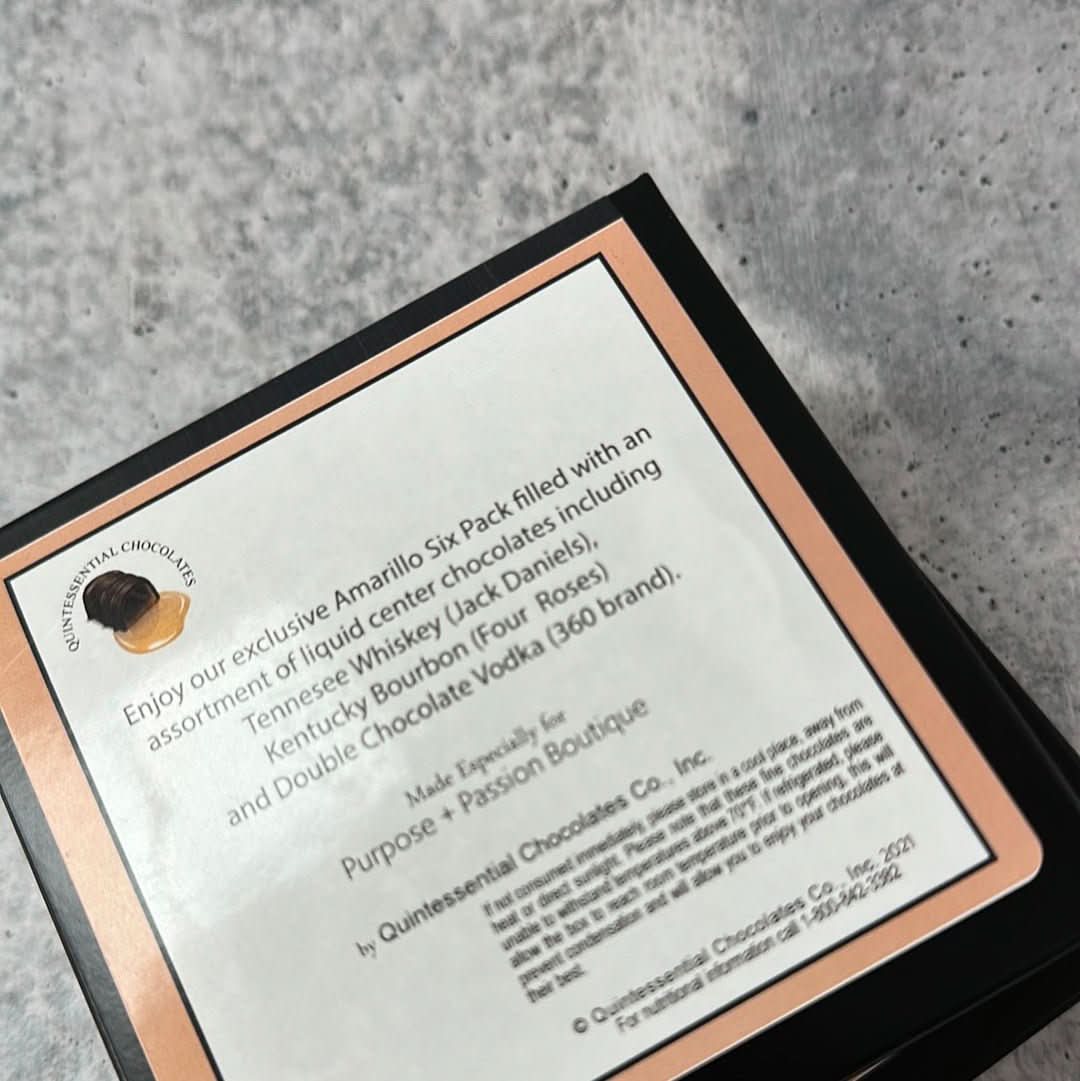 QUINTESSENTIAL CHOCOLATES
Enjoy our exclusive Amarillo Six Pack filled with an
assortment of liquid center chocolates including
Tennesee Whiskey (Jack Daniels),
Kentucky Bourbon (Four Roses)
and Double Chocolate Vodka (360 brand).
Made Especially for
Purpose + Passion Boutique
by Quintessential Chocolates Co., Inc.
If not consumed immediately, please store in a cool place, away from
heat or direct sunlight. Please note that these fine chocolates are
unable to withstand temperatures above 70°F. If refrigerated, please
allow the box to reach room temperature prior to opening, this will
prevent condensation and will allow you to enjoy your chocolates at
their best.
© Quintessential Chocolates Co., Inc. 2021
For nutritional information call 1-800-842-3382